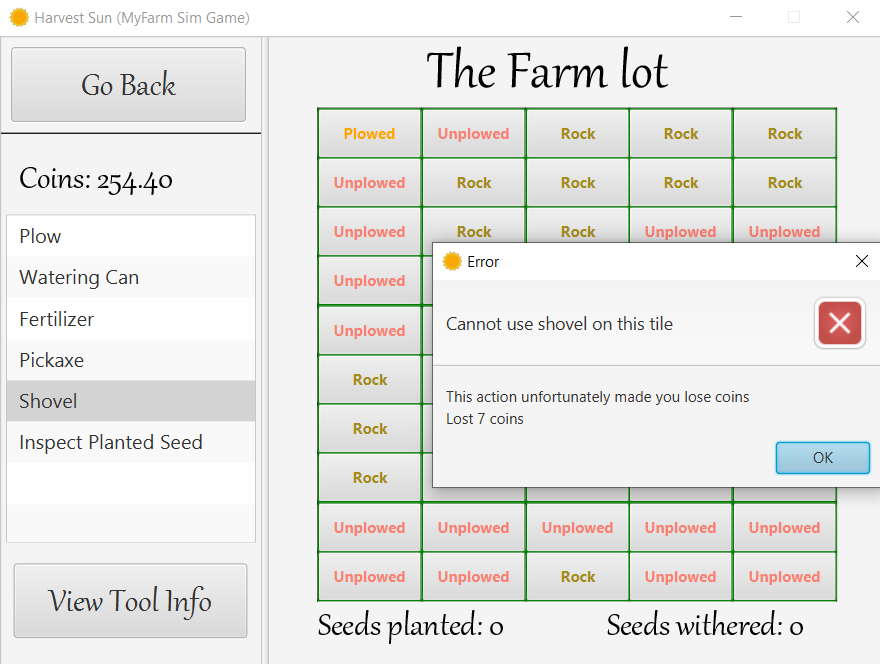 Harvest Sun (MyFarm Sim Game)
Go Back
Coins: 254.40
Plow
Watering Can
Fertilizer
Pickaxe
Shovel
Inspect Planted Seed
View Tool Info
The Farm lot
Plowed Unplowed Rock Rock Rock
Unplowed Rock Rock Rock Rock
Unplowed Rock Rock Unplowed Unplowed
Unplowed
Unplowed
Rock
Rock
Rock
Unplowed Unplowed Unplowed Unplowed Unplowed
Unplowed Unplowed Rock Unplowed Unplowed
Seeds planted: 0 Seeds withered: 0
Error
Cannot use shovel on this tile
This action unfortunately made you lose coins
Lost 7 coins
OK